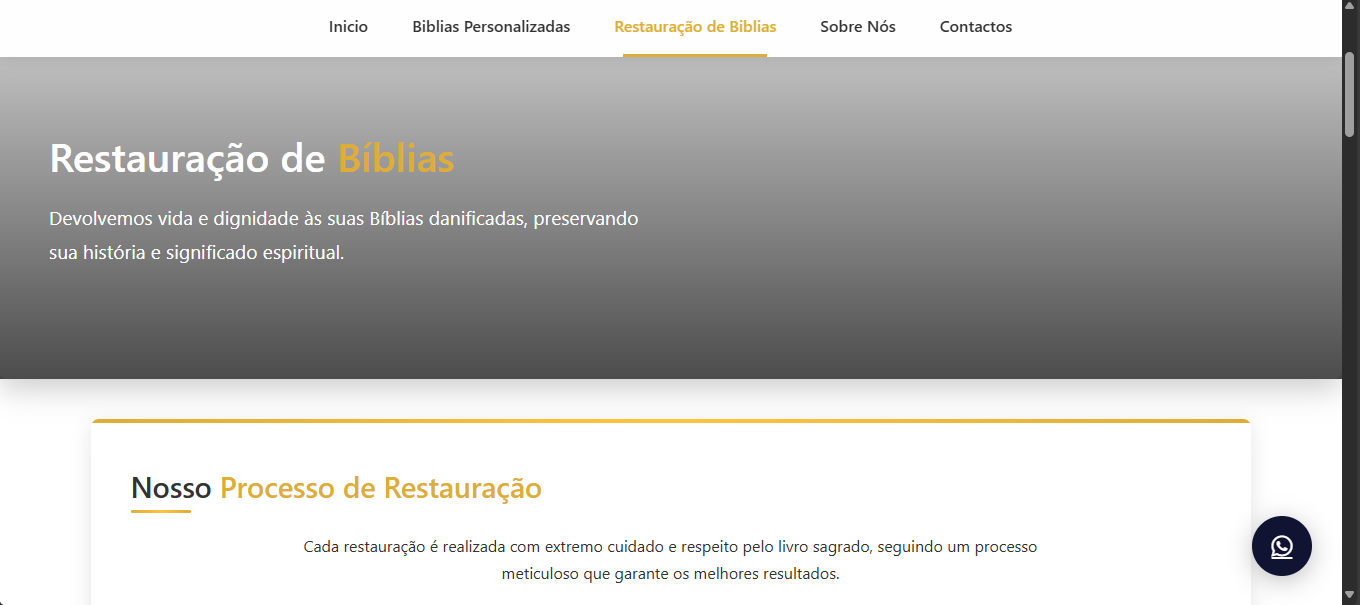 Inicio Biblias Personalizadas Restauração de Biblias Sobre Nós Contactos
Restauração de Bíblias
Devolvemos vida e dignidade às suas Bíblias danificadas, preservando
sua história e significado espiritual.
Nosso Processo de Restauração
Cada restauração é realizada com extremo cuidado e respeito pelo livro sagrado, seguindo um processo
meticuloso que garante os melhores resultados.